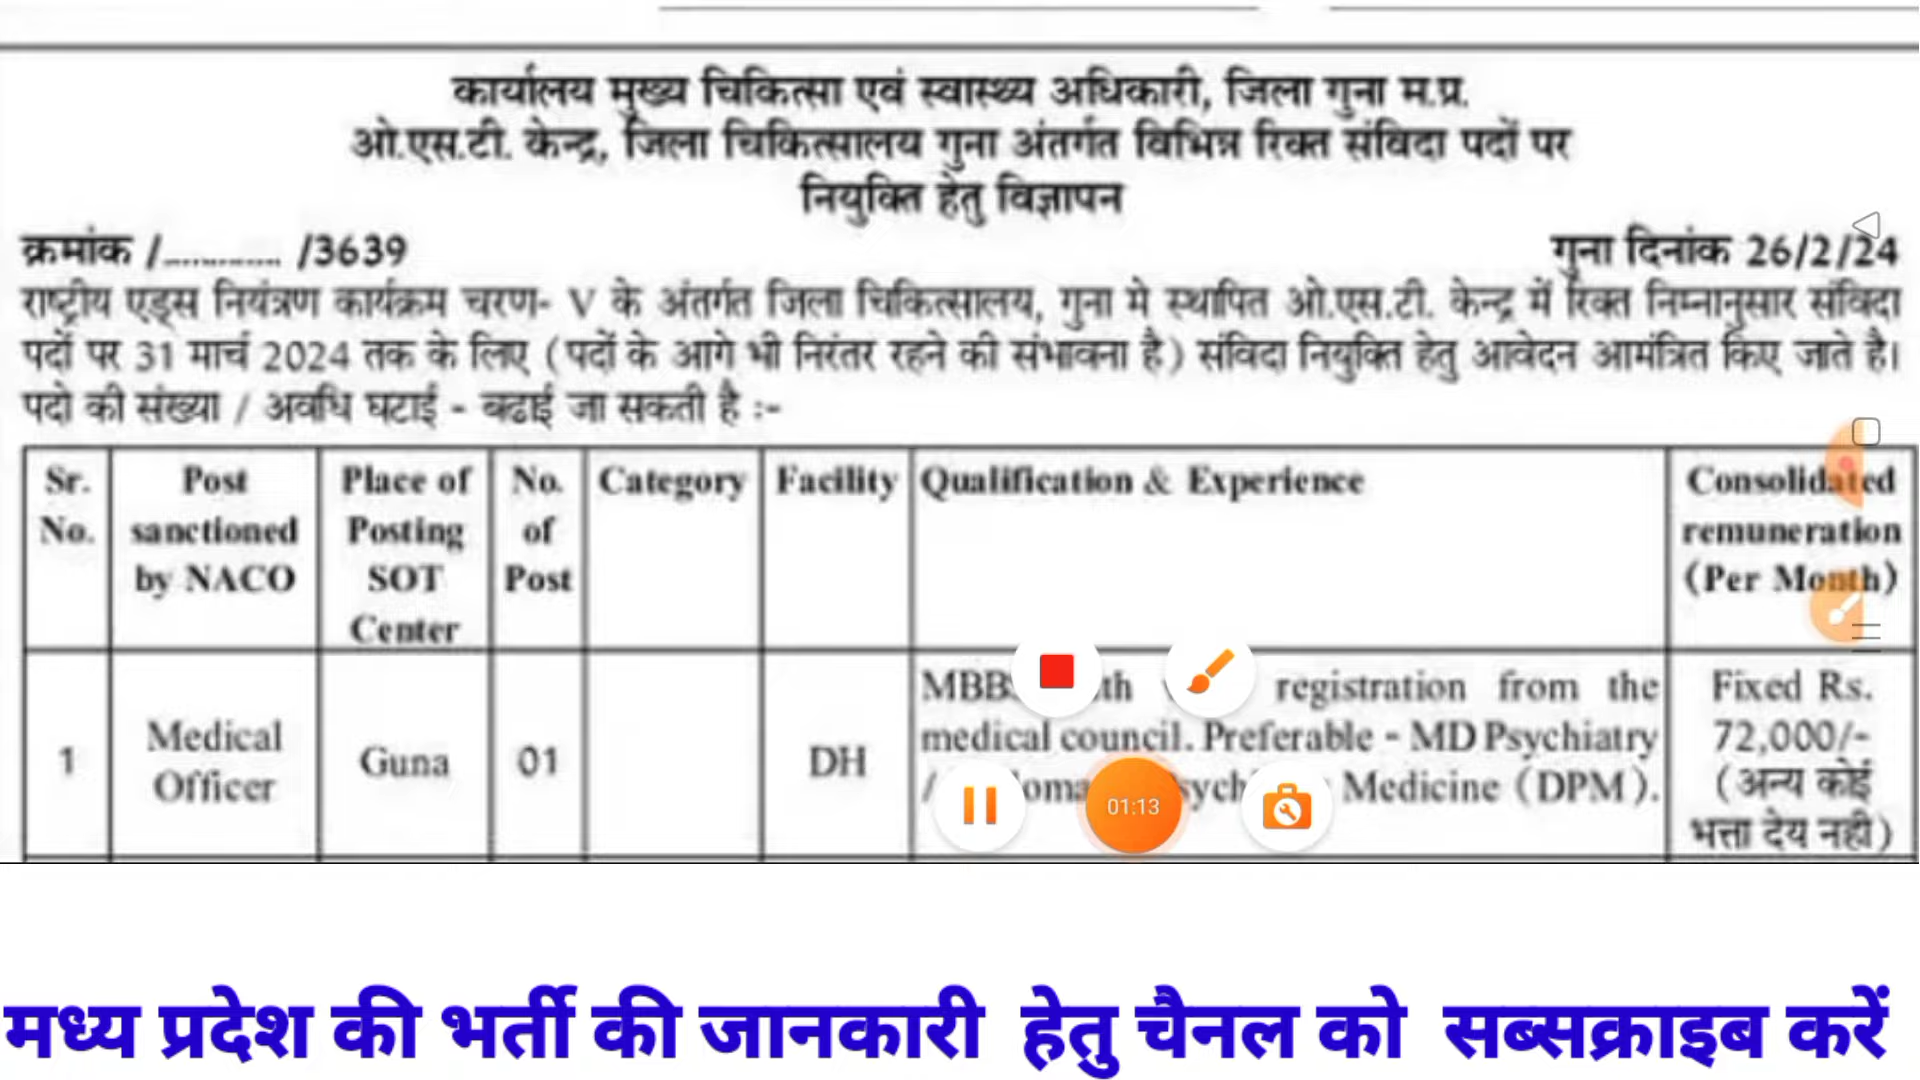 कार्यालय मुख्य चिकित्सा एवं स्वास्थ्य अधिकारी, जिला गुना म.प्र.
ओ.एस.टी. केन्द्र, जिला चिकित्सालय गुना अंतर्गत विभिन्न रिक्त संविदा पदों पर
नियुक्ति हेतु विज्ञापन
क्रमांक /............. /3639
गुना दिनांक 26/2/24
राष्ट्रीय एड्स नियंत्रण कार्यक्रम चरण- V के अंतर्गत जिला चिकित्सालय, गुना मे स्थापित ओ.एस.टी. केन्द्र में रिक्त निम्नानुसार संविदा
पदों पर 31 मार्च 2024 तक के लिए (पदों के आगे भी निरंतर रहने की संभावना है) संविदा नियुक्ति हेतु आवेदन आमंत्रित किए जाते है।
पदो की संख्या / अवधि घटाई - बढाई जा सकती है :-
Sr. No.
Post sanctioned by NACO
Place of Posting SOT Center
No. of Post
Category
Facility
Qualification & Experience
Consolidated remuneration (Per Month)
1
Medical Officer
Guna
01
DH
registration from the
medical council. Preferable - MD Psychiatry
/ Medicine (DPM).
Fixed Rs.
72,000/-
(अन्य कोई
भत्ता देय नही)
01:13
मध्य प्रदेश की भर्ती की जानकारी हेतु चैनल को सब्सक्राइब करें